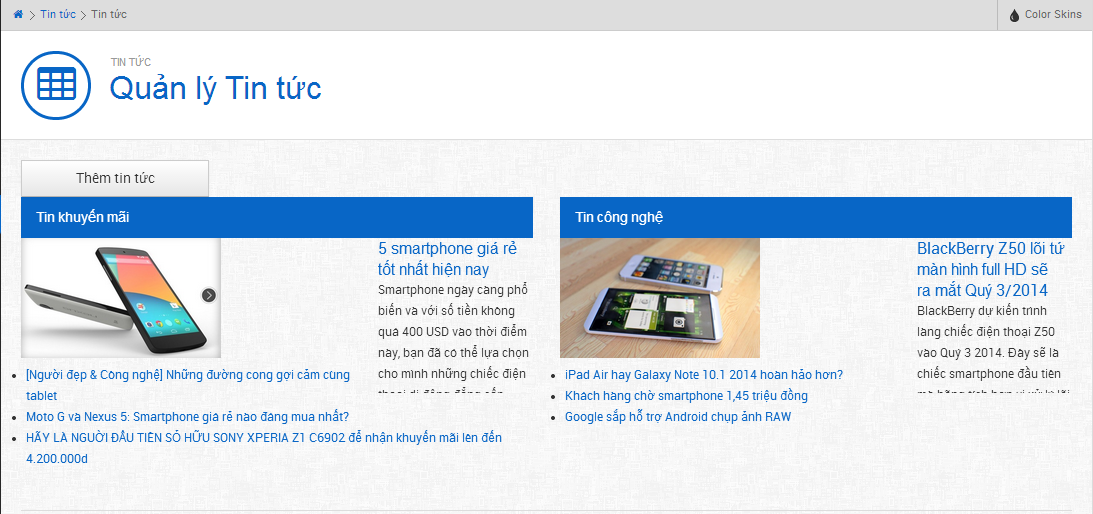 Tin tức Tin tức
Color Skins
TIN TỨC
Quản lý Tin tức
Thêm tin tức
Tin khuyến mãi
5 smartphone giá rẻ
tốt nhất hiện nay
Smartphone ngày càng phổ
biến và với số tiền không
quá 400 USD vào thời điểm
này, bạn đã có thể lựa chọn
cho mình những chiếc điện
thoại di động đẳng cấp
[Người đẹp & Công nghệ] Những đường cong gợi cảm cùng
tablet
Moto G và Nexus 5: Smartphone giá rẻ nào đáng mua nhất?
HÃY LÀ NGƯỜI ĐẦU TIÊN SỞ HỮU SONY XPERIA Z1 C6902 để nhận khuyến mãi lên đến
4.200.000d
Tin công nghệ
BlackBerry Z50 lõi tứ
màn hình full HD sẽ
ra mắt Quý 3/2014
BlackBerry dự kiến trình
làng chiếc điện thoại Z50
vào Quý 3 2014. Đây sẽ là
chiếc smartphone đầu tiên
iPad Air hay Galaxy Note 10.1 2014 hoàn hảo hơn?
Khách hàng chờ smartphone 1,45 triệu đồng
Google sắp hỗ trợ Android chụp ảnh RAW